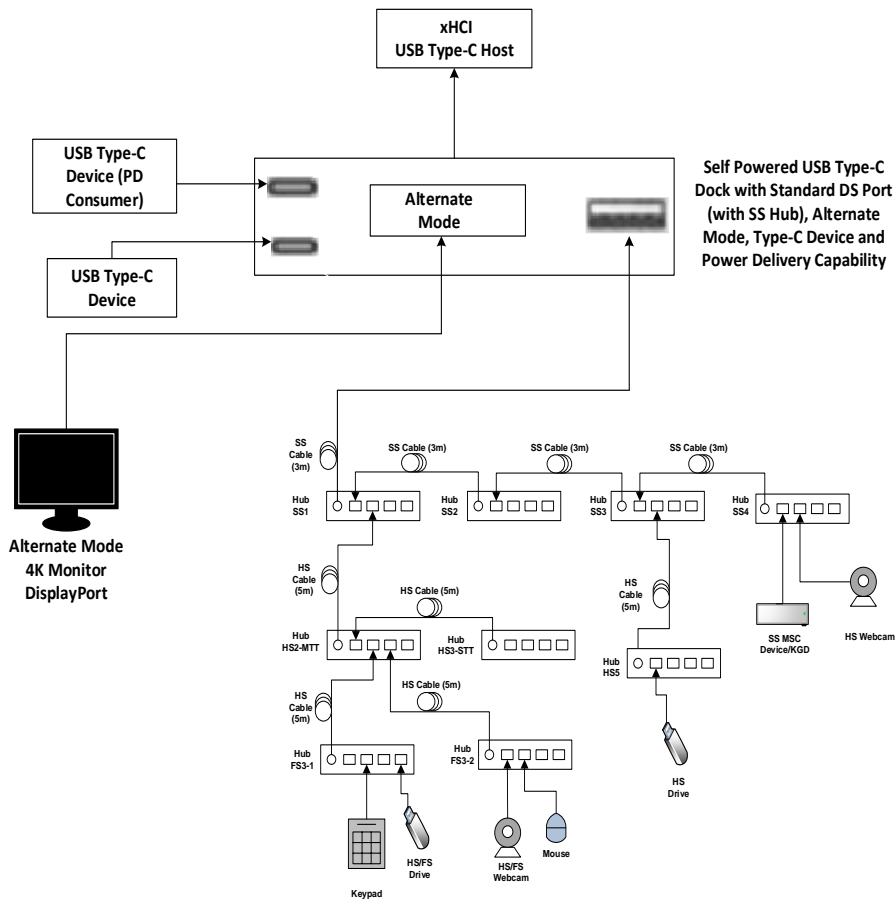 xHCI
USB Type-C Host
USB Type-C
Device (PD
Consumer)
Alternate
Mode
Self Powered USB Type-C
Dock with Standard DS Port
(with SS Hub), Alternate
Mode, Type-C Device and
Power Delivery Capability
USB Type-C
Device
Alternate Mode
4K Monitor
DisplayPort
SS
Cable
(3m)
SS Cable (3m)
SS Cable (3m)
SS Cable (3m)
Hub
SS1
Hub
SS2
Hub
SS3
Hub
SS4
HS
Cable
(5m)
HS Cable (5m)
HS
Cable
(5m)
SS MSC
Device/KGD
HS Webcam
Hub
HS2-MTT
Hub
HS3-STT
Hub
HS5
HS
Cable
(5m)
HS Cable (5m)
Hub
FS3-1
Hub
FS3-2
HS
Drive
Keypad
HS/FS
Drive
HS/FS
Webcam
Mouse